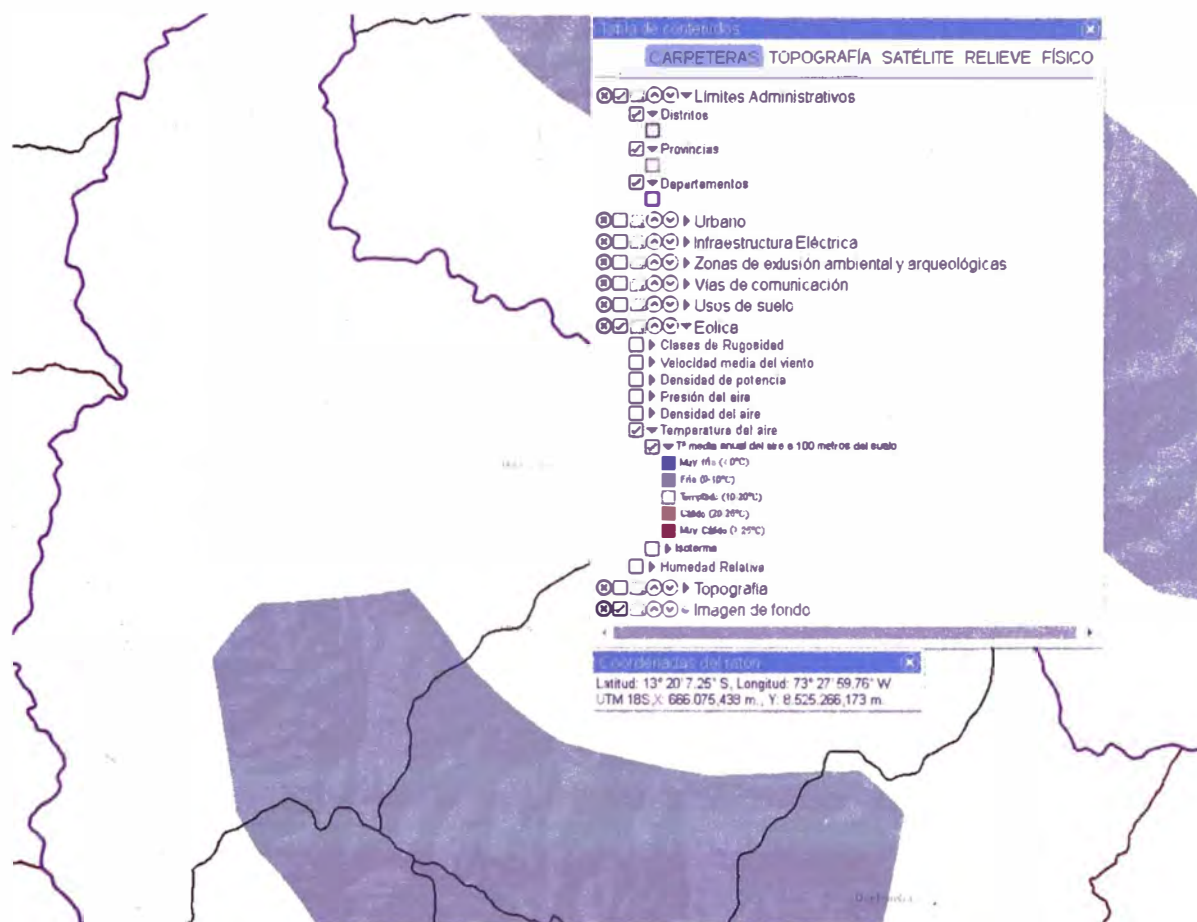 Tabla de contenidos
CARPETERAS TOPOGRAFÍA SATÉLITE RELIEVE FÍSICO
Límites Administrativos
Distritos
Provincias
Departamentos
Urbano
Infraestructura Eléctrica
Zonas de exlusión ambiental y arqueológicas
Vías de comunicación
Usos de suelo
Eolica
Clases de Rugosidad
Velocidad media del viento
Densidad de potencia
Presión del aire
Densidad del aire
Temperatura del aire
Tª media anual del aire a 100 metros del suelo
Muy frío (<0ºC)
Frío (0-10ºC)
(10-20ºC)
Cálido (20-25ºC)
Muy Cálido (>25ºC)
Isoterma
Humedad Relativa
Topografía
Imagen de fondo
Coordenadas del ratón
Latitud: 13° 20' 7.25" S, Longitud: 73° 27' 59.76" W
UTM 18S,X: 666.075,438 m., Y: 8.525.266,173 m.